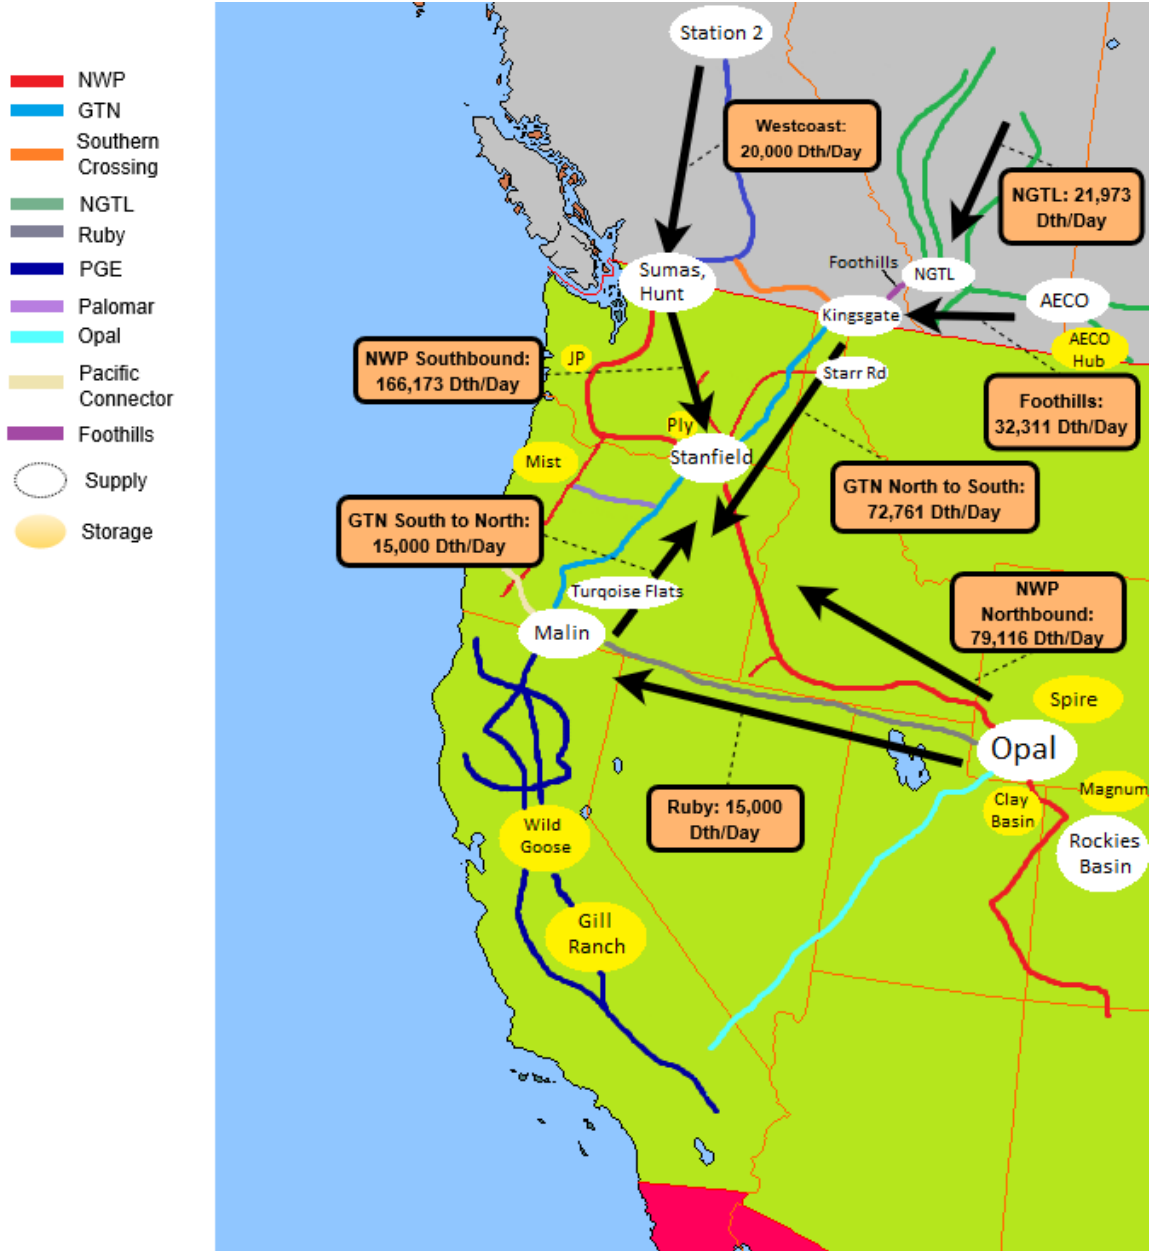 NWP
GTN
Southern
Crossing
NGTL
Ruby
PGE
Palomar
Opal
Pacific
Connector
Foothills
Supply
Storage
Station 2
Westcoast:
20,000 Dth/Day
NGTL: 21,973
Dth/Day
Foothills
NGTL
Sumas,
Hunt
AECO
Kingsgate
AECO
Hub
NWP Southbound:
166,173 Dth/Day
JP
Starr Rd
Foothills:
32,311 Dth/Day
Ply
Stanfield
Mist
GTN North to South:
72,761 Dth/Day
GTN South to North:
15,000 Dth/Day
Turqoise Flats
NWP
Northbound:
79,116 Dth/Day
Malin
Spire
Opal
Ruby: 15,000
Dth/Day
Clay
Basin
Magnum
Rockies
Basin
Wild
Goose
Gill
Ranch